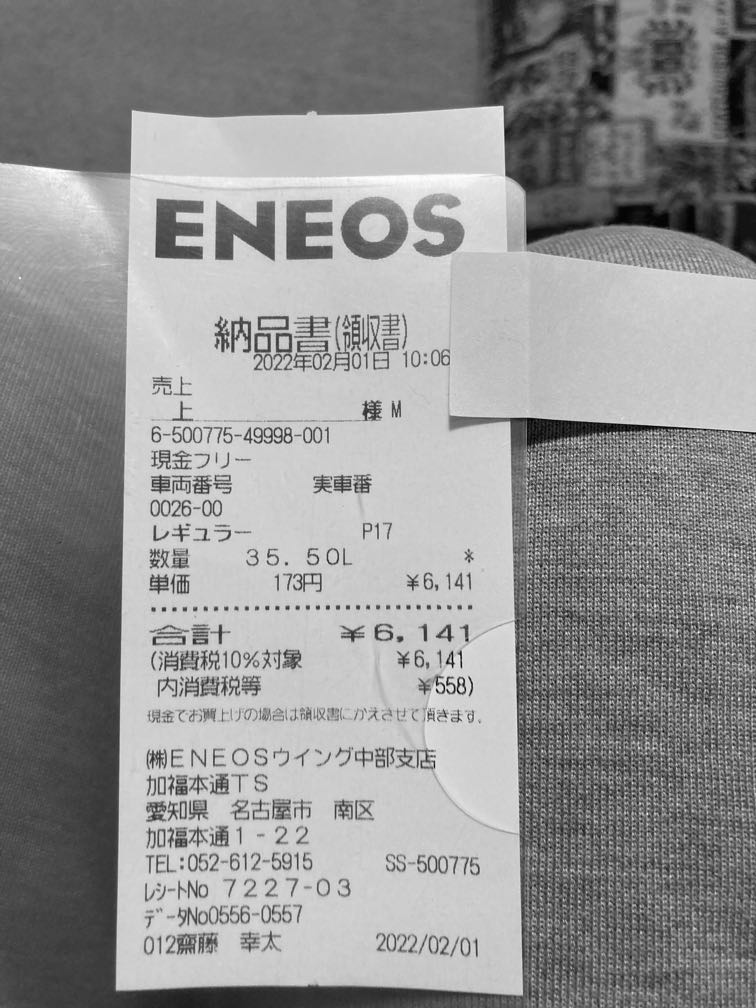 ENEOS
納品書(領収書)
2022年02月01日 10:06
売上
上 様 M
6-500775-49998-001
現金フリー
車両番号 実車番
0026-00
レギュラー P17
数量 35.50L *
単価 173円 ¥6,141
合計 ¥6,141
(消費税10%対象 ¥6,141
内消費税等 ¥558)
現金でお買上げの場合は領収書にかえさせて頂きます。
㈱ENEOSウイング中部支店
加福本通TS
愛知県 名古屋市 南区
加福本通1-22
TEL:052-612-5915 SS-500775
レシートNo 7227-03
データNo0556-0557
012齋藤 幸太 2022/02/01